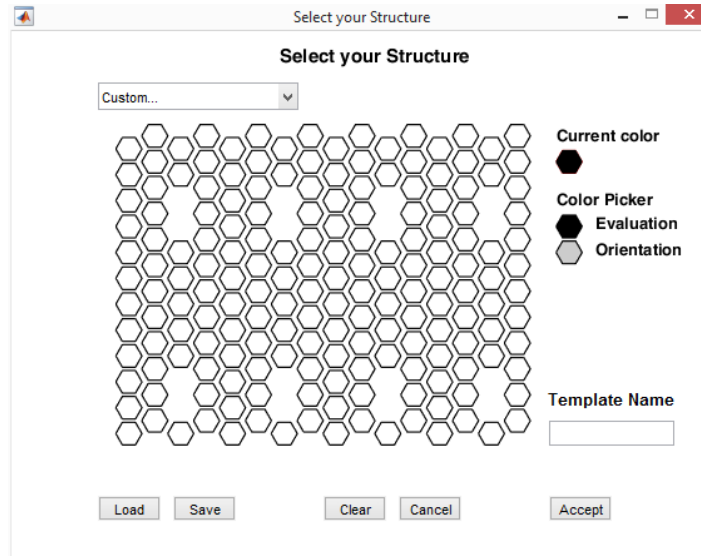 Select your Structure
Select your Structure
Custom...
Current color
Color Picker
Evaluation
Orientation
Template Name
Load Save Clear Cancel Accept